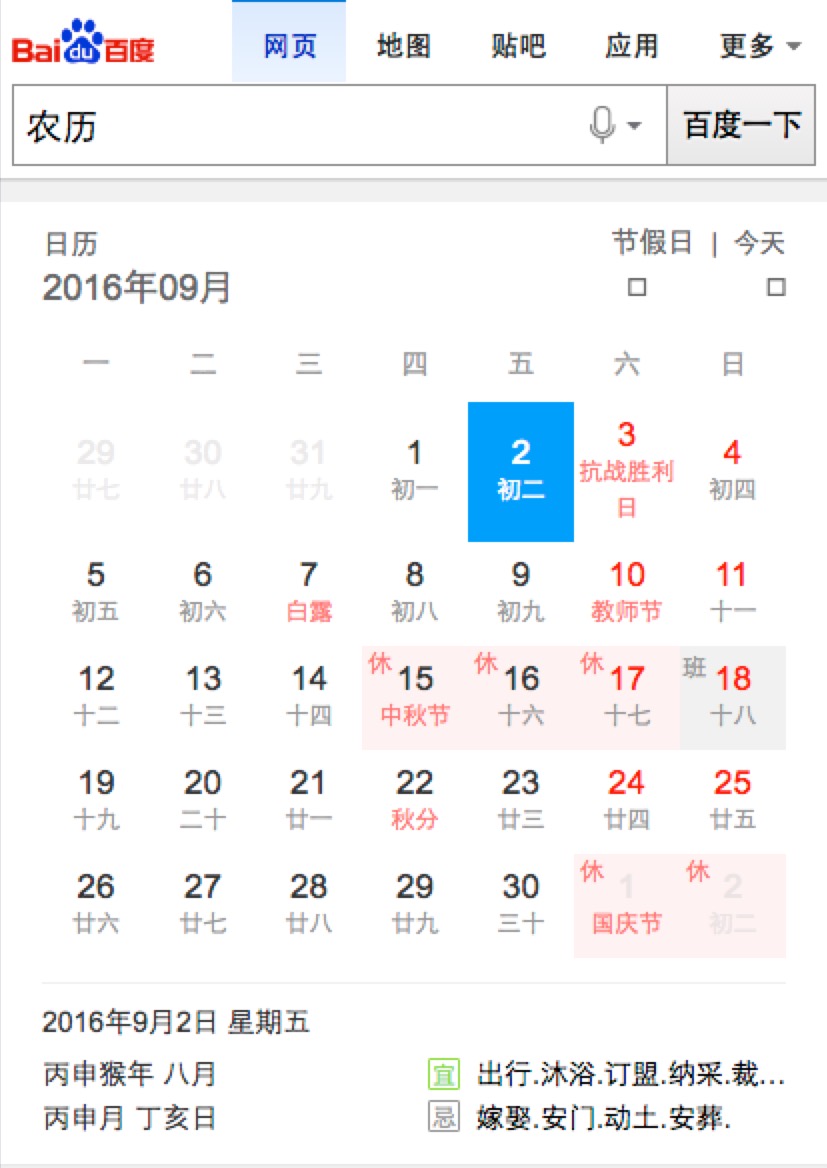 Baidu百度 网页 地图 贴吧 应用 更多
农历 百度一下
日历 节假日 | 今天
2016年09月
一 二 三 四 五 六 日
29 30 31 1 2 3 4
廿七 廿八 廿九 初一 初二 抗战胜利日 初四
5 6 7 8 9 10 11
初五 初六 白露 初八 初九 教师节 十一
12 13 14 休 15 休 16 休 17 班 18
十二 十三 十四 中秋节 十六 十七 十八
19 20 21 22 23 24 25
十九 二十 廿一 秋分 廿三 廿四 廿五
26 27 28 29 30 休 1 休 2
廿六 廿七 廿八 廿九 三十 国庆节 初二
2016年9月2日 星期五
丙申猴年 八月 宜 出行.沐浴.订盟.纳采.裁...
丙申月 丁亥日 忌 嫁娶.安门.动土.安葬.